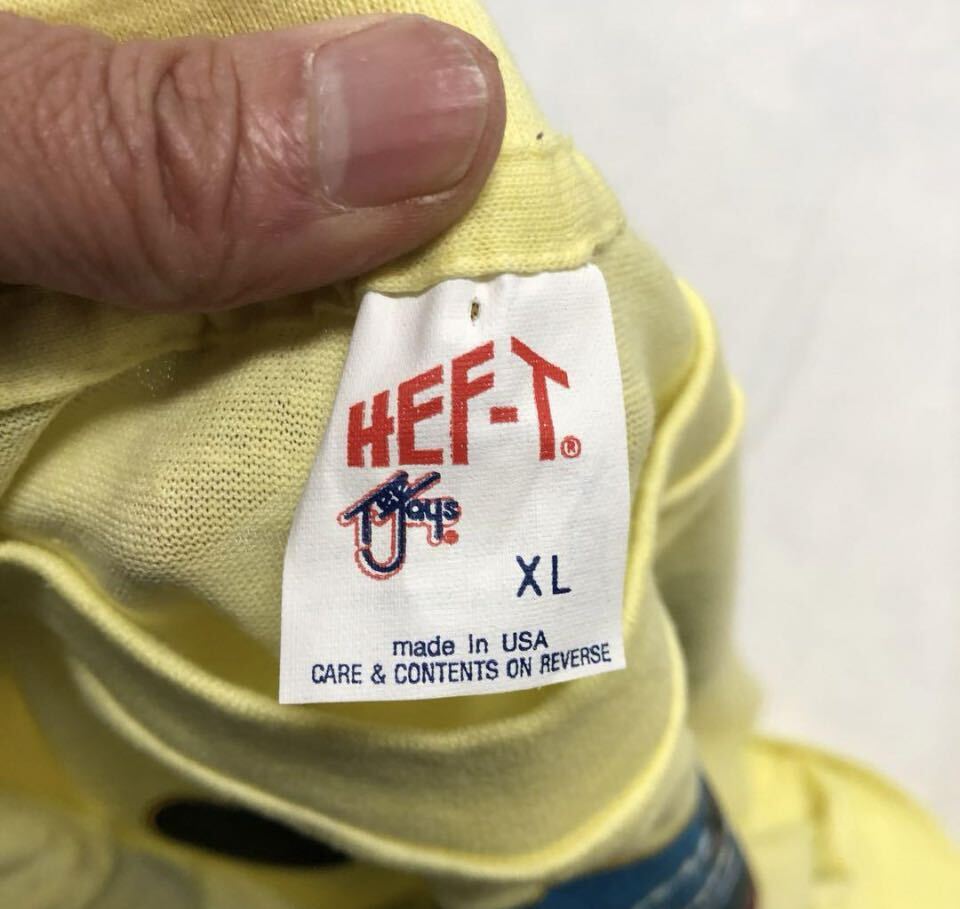 HEF-T®
Tee Jays®
XL
made in USA
CARE & CONTENTS ON REVERSE